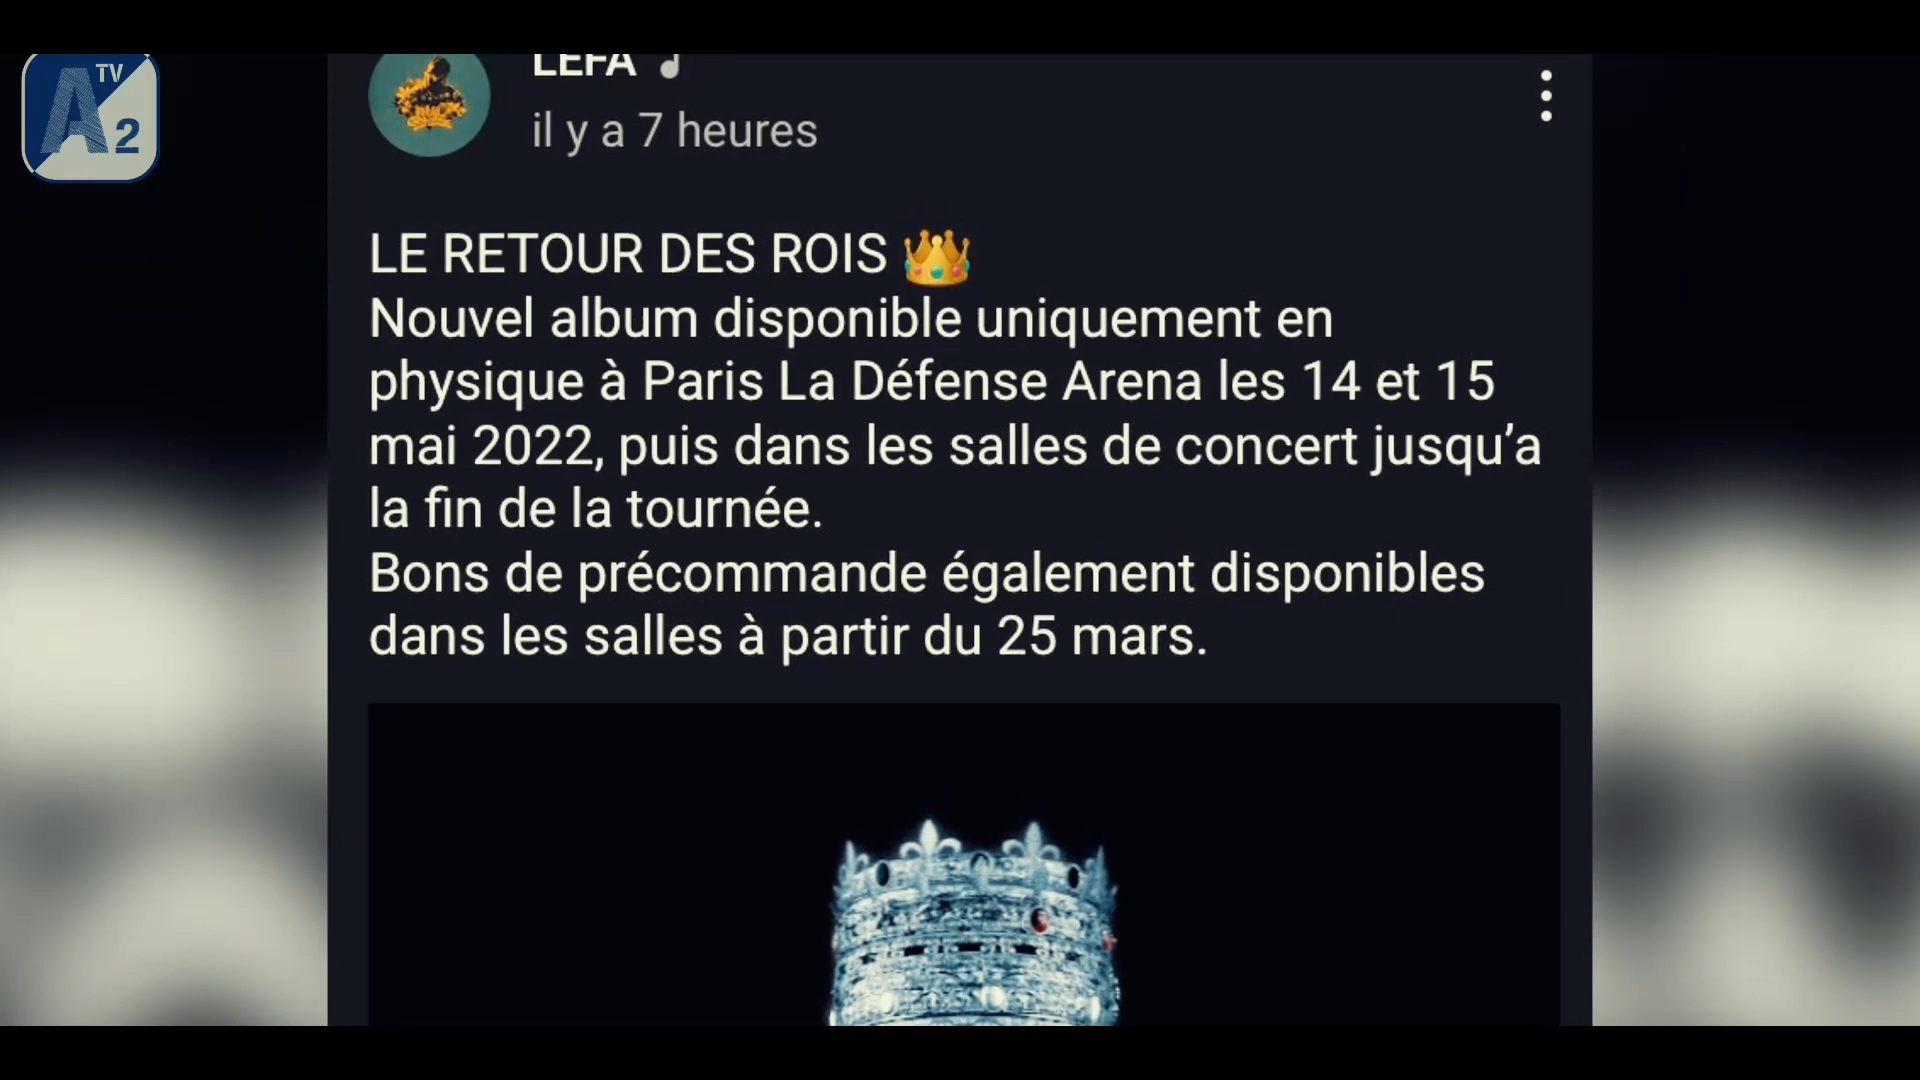 TV
A2
LEFA
il y a 7 heures
LE RETOUR DES ROIS 👑
Nouvel album disponible uniquement en
physique à Paris La Défense Arena les 14 et 15
mai 2022, puis dans les salles de concert jusqu’a
la fin de la tournée.
Bons de précommande également disponibles
dans les salles à partir du 25 mars.